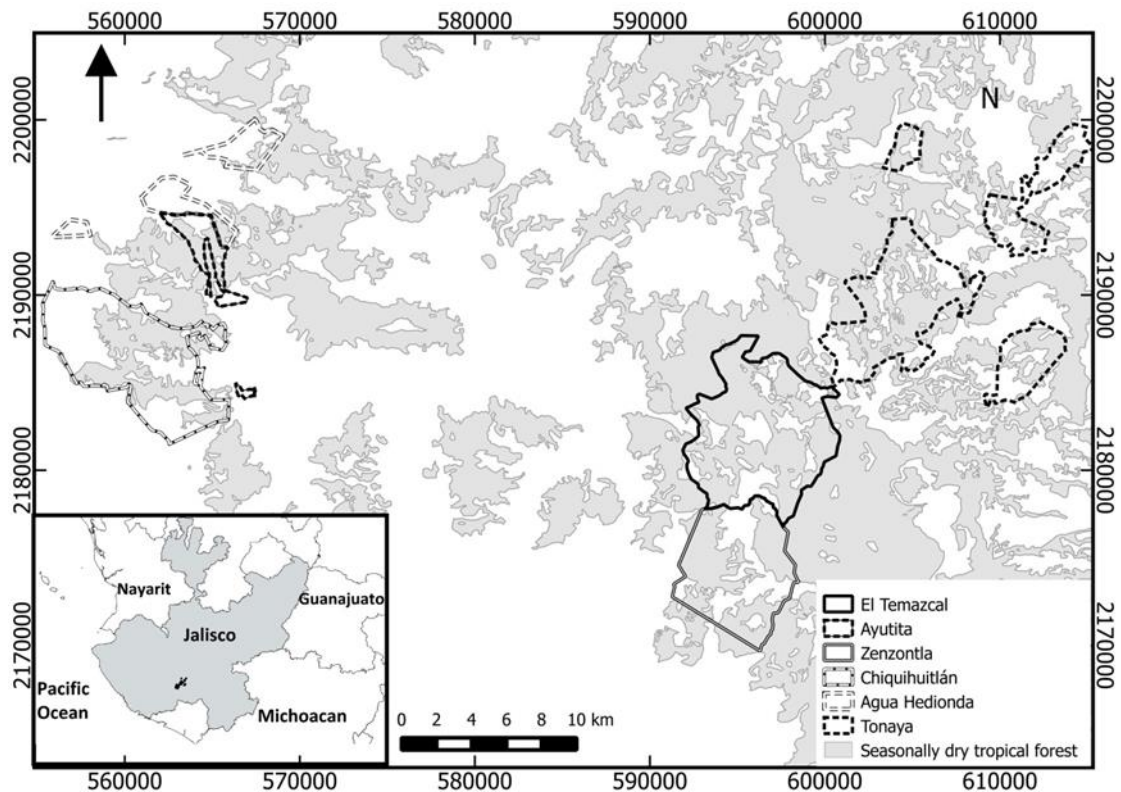 560000 570000 580000 590000 600000 610000
2200000
2190000
2180000
2170000
N
2200000
2190000
2180000
2170000
Nayarit
Guanajuato
Jalisco
Pacific
Ocean
Michoacan
0 2 4 6 8 10 km
El Temazcal
Ayutita
Zenzontla
Chiquihuitlán
Agua Hedionda
Tonaya
Seasonally dry tropical forest
560000 570000 580000 590000 600000 610000